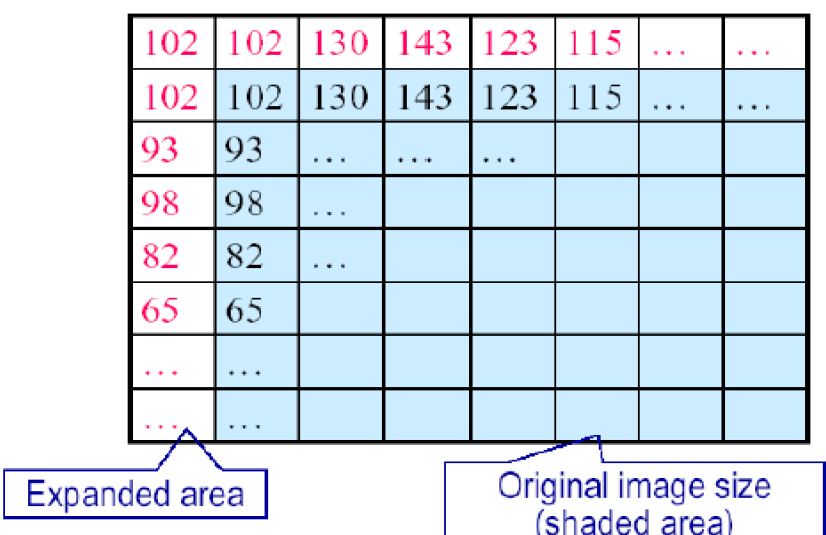 102 102 130 143 123 115 ... ...
102 102 130 143 123 115 ... ...
93 93 ... ... ...
98 98 ...
82 82 ...
65 65
... ...
... ...
Expanded area
Original image size
(shaded area)